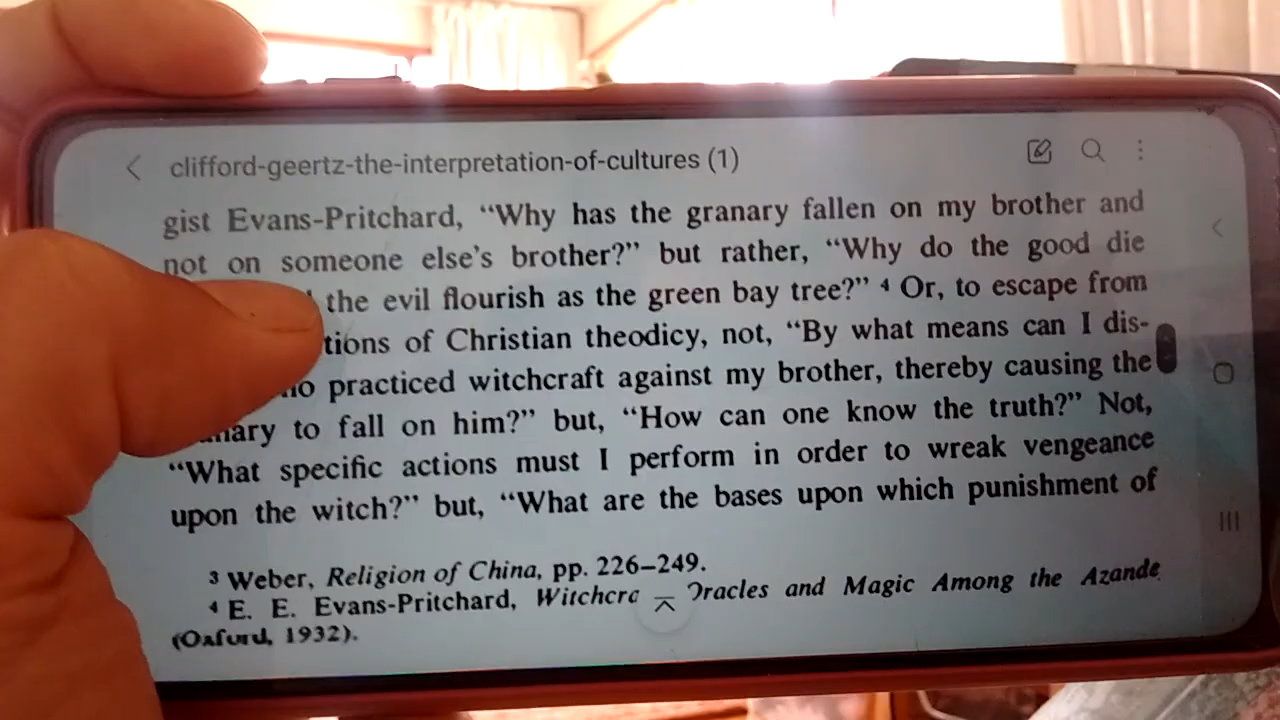 clifford-geertz-the-interpretation-of-cultures (1)
gist Evans-Pritchard, “Why has the granary fallen on my brother and
not on someone else’s brother?” but rather, “Why do the good die
the evil flourish as the green bay tree?” 4 Or, to escape from
tions of Christian theodicy, not, “By what means can I dis-
practiced witchcraft against my brother, thereby causing the
to fall on him?” but, “How can one know the truth?” Not,
“What specific actions must I perform in order to wreak vengeance
upon the witch?” but, “What are the bases upon which punishment of
3 Weber, Religion of China, pp. 226–249.
4 E. E. Evans-Pritchard, Witchcra Oracles and Magic Among the Azande
(Oxford, 1932).